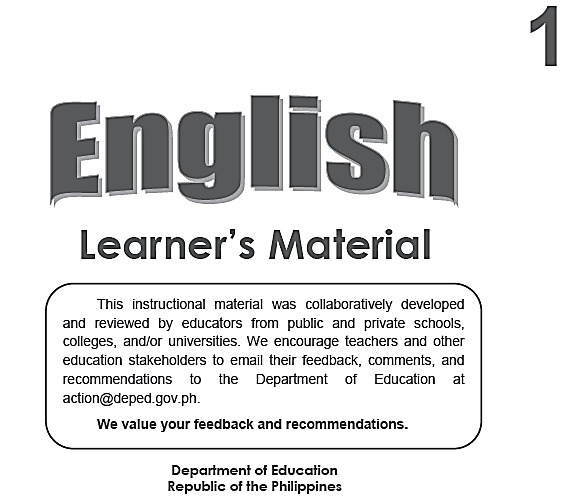 1
English
Learner's Material
This instructional material was collaboratively developed
and reviewed by educators from public and private schools,
colleges, and/or universities. We encourage teachers and other
education stakeholders to email their feedback, comments, and
recommendations to the Department of Education at
action@deped.gov.ph.
We value your feedback and recommendations.
Department of Education
Republic of the Philippines